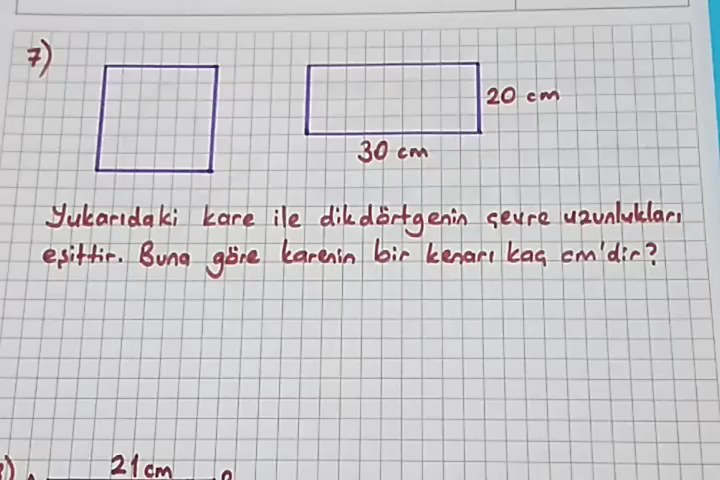 7)
20 cm
30 cm
Yukarıdaki kare ile dikdörtgenin çevre uzunlukları
eşittir. Buna göre karenin bir kenarı kaç cm'dir?
21 cm